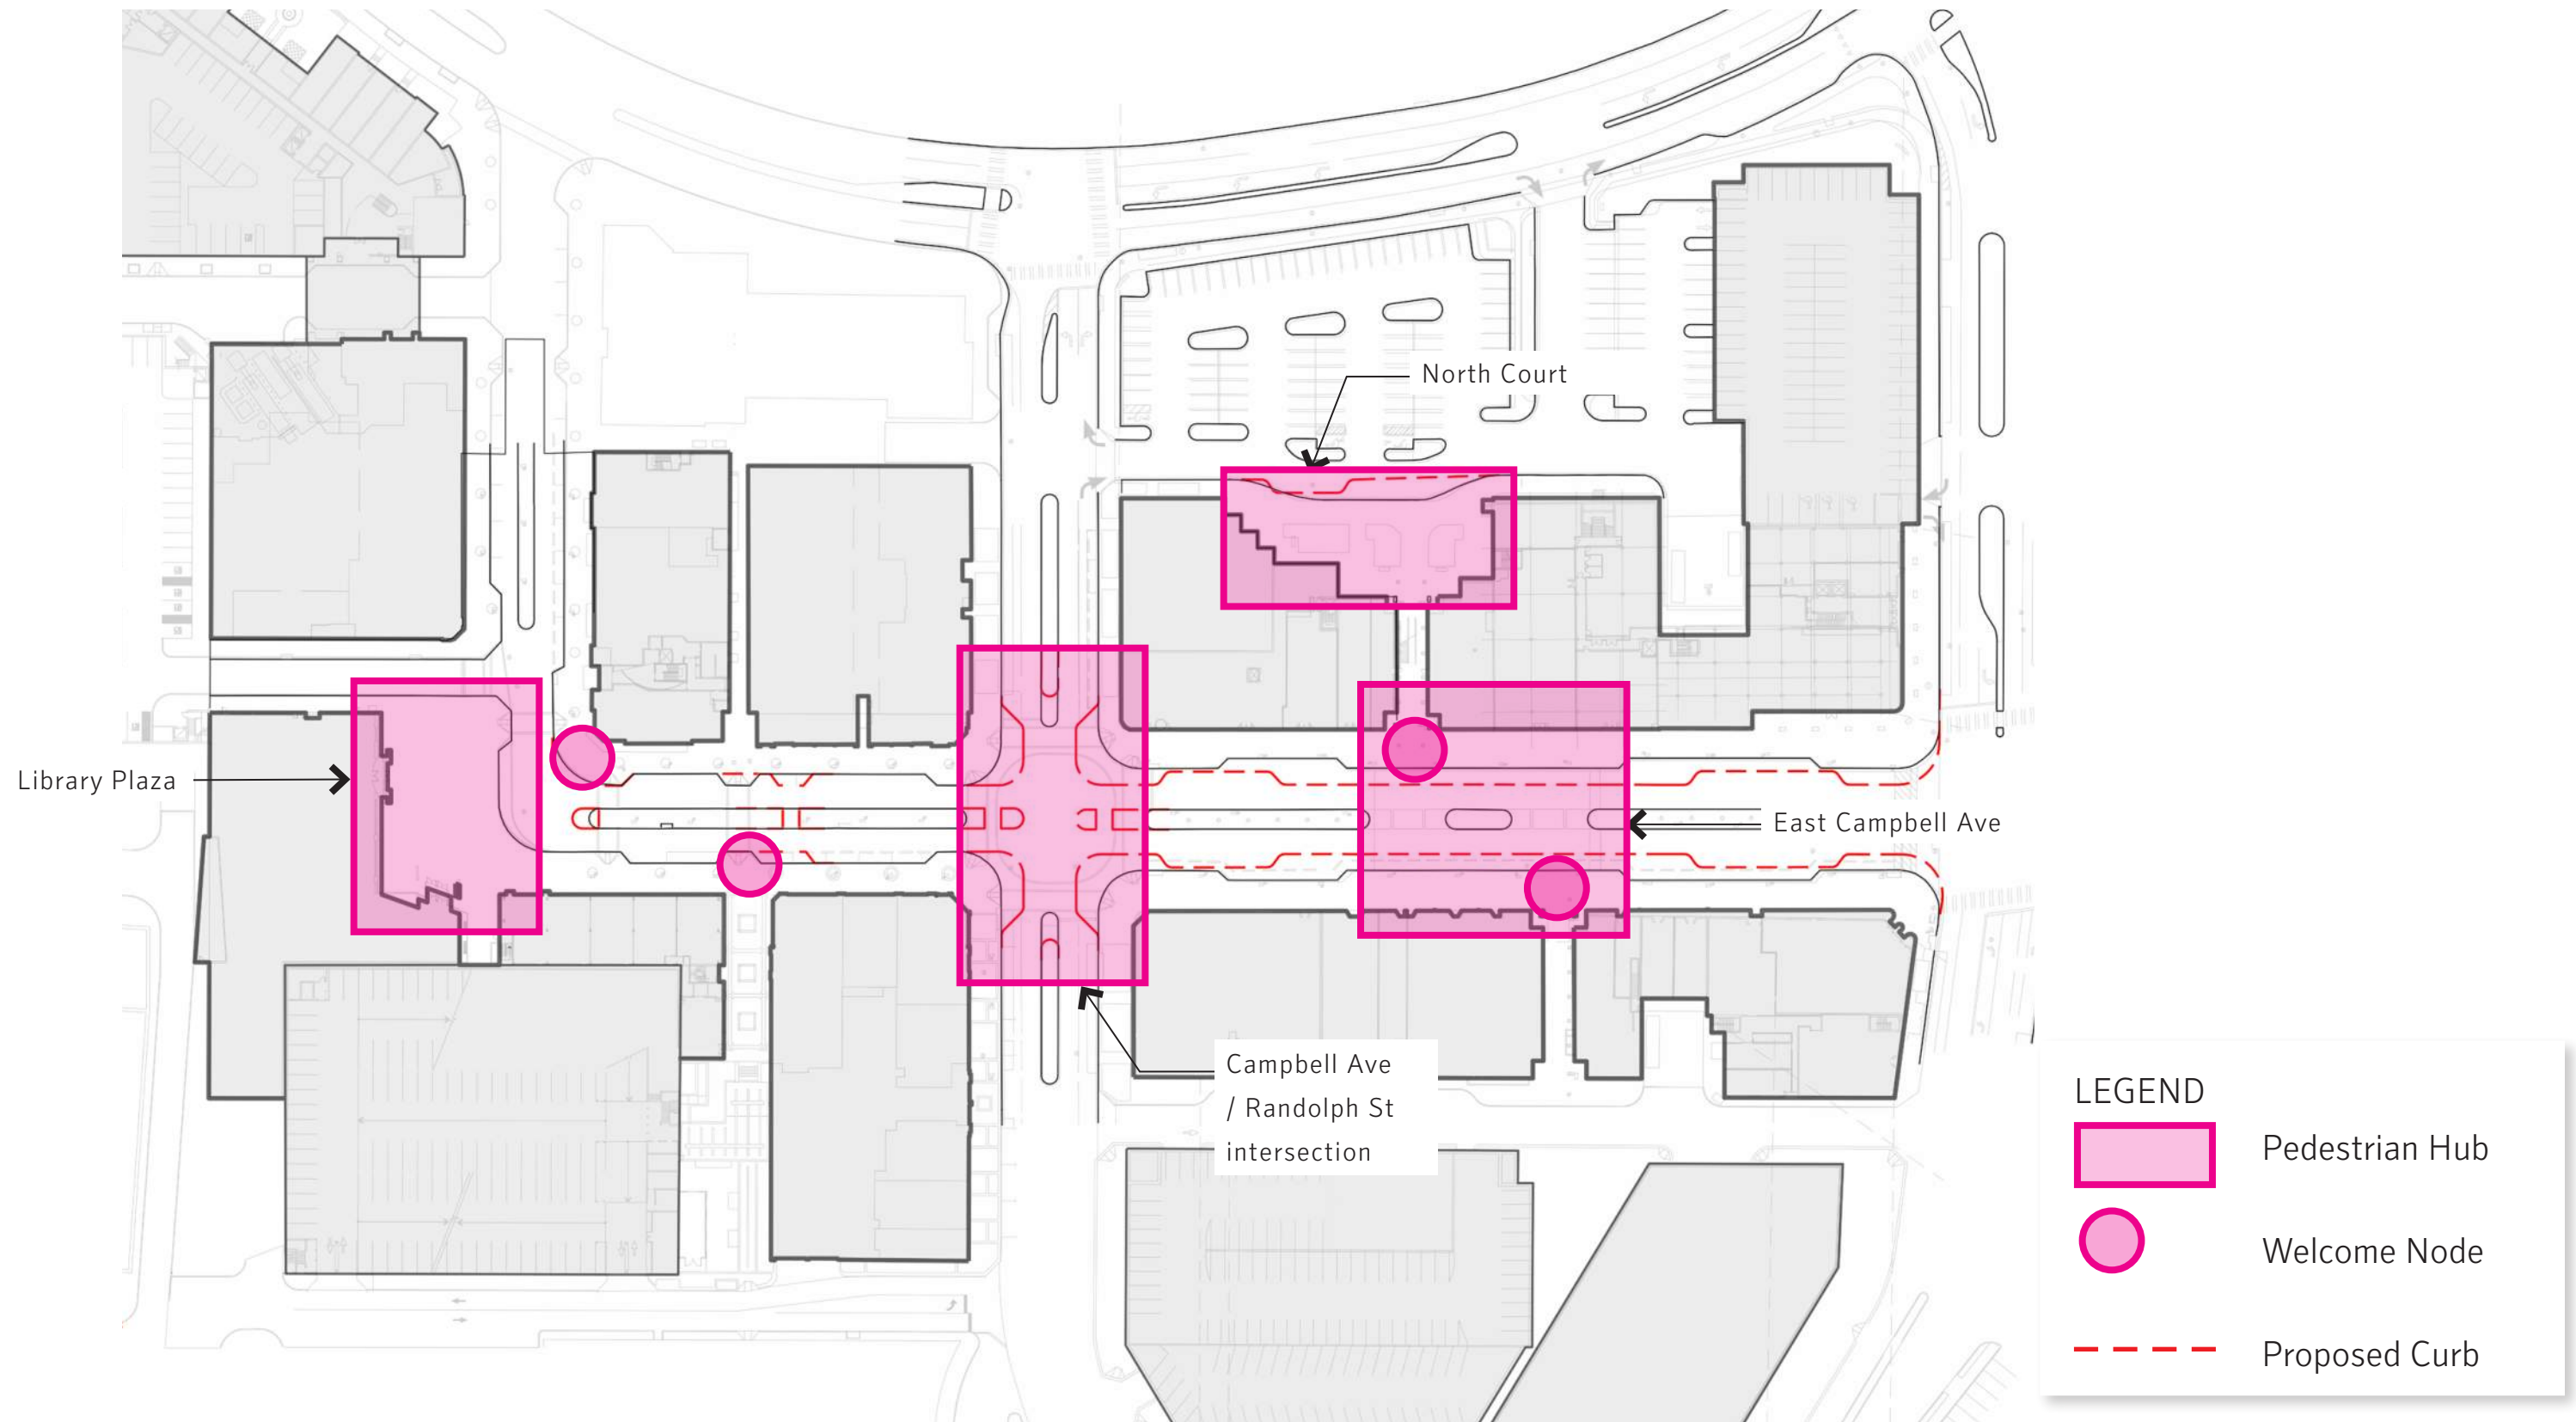 North Court
Library Plaza
East Campbell Ave
Campbell Ave
/ Randolph St
intersection
LEGEND
Pedestrian Hub
Welcome Node
Proposed Curb